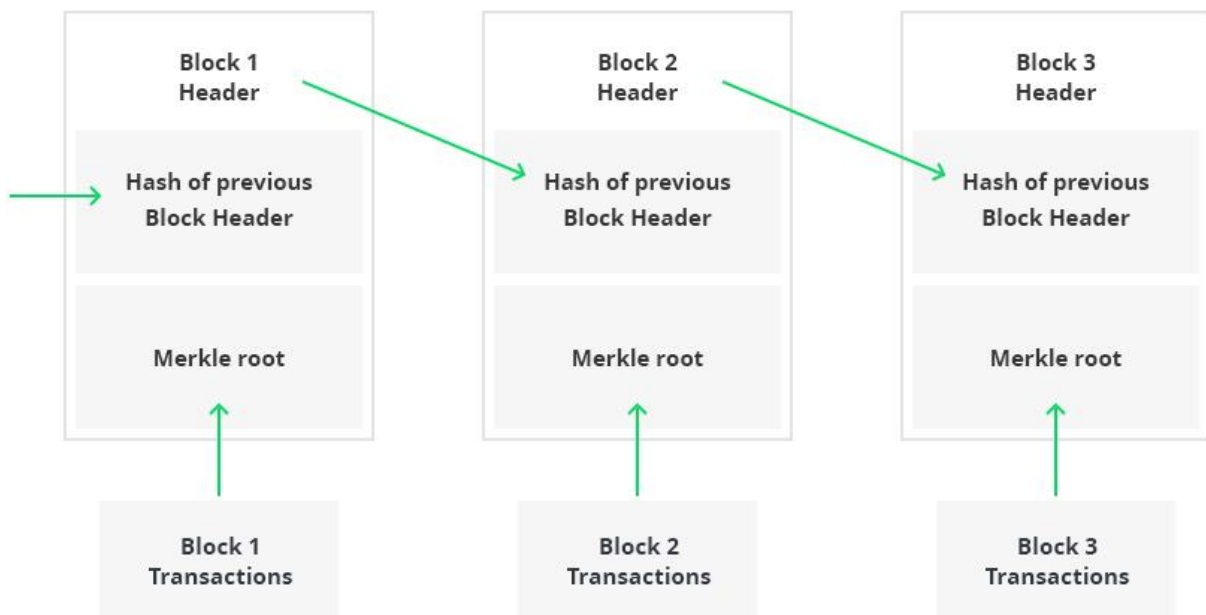 Block 1
Header
Hash of previous
Block Header
Merkle root
Block 1
Transactions
Block 2
Header
Hash of previous
Block Header
Merkle root
Block 2
Transactions
Block 3
Header
Hash of previous
Block Header
Merkle root
Block 3
Transactions